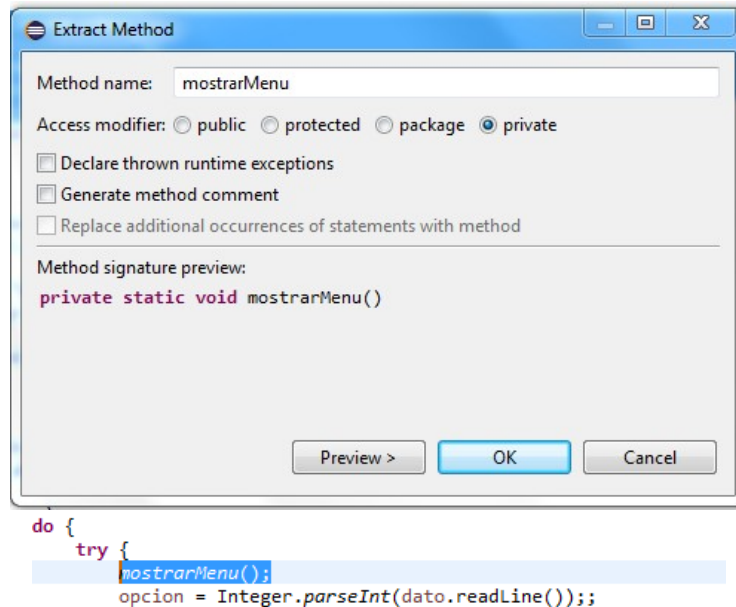 Extract Method
Method name: mostrarMenu
Access modifier: public protected package private
Declare thrown runtime exceptions
Generate method comment
Replace additional occurrences of statements with method
Method signature preview:
private static void mostrarMenu()
Preview > OK Cancel
do {
try {
mostrarMenu();
opcion = Integer.parseInt(dato.readLine());;